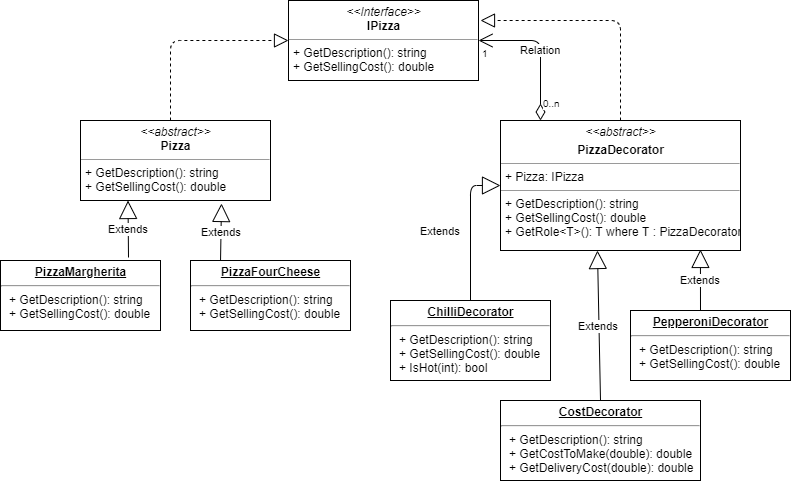 <<Interface>>
IPizza
+ GetDescription(): string
+ GetSellingCost(): double
1
Relation
0..n
<<abstract>>
Pizza
+ GetDescription(): string
+ GetSellingCost(): double
<<abstract>>
PizzaDecorator
+ Pizza: IPizza
+ GetDescription(): string
+ GetSellingCost(): double
+ GetRole<T>(): T where T : PizzaDecorator
Extends
Extends
Extends
PizzaMargherita
+ GetDescription(): string
+ GetSellingCost(): double
PizzaFourCheese
+ GetDescription(): string
+ GetSellingCost(): double
Extends
ChilliDecorator
+ GetDescription(): string
+ GetSellingCost(): double
+ IsHot(int): bool
Extends
PepperoniDecorator
+ GetDescription(): string
+ GetSellingCost(): double
CostDecorator
+ GetDescription(): string
+ GetCostToMake(double): double
+ GetDeliveryCost(double): double